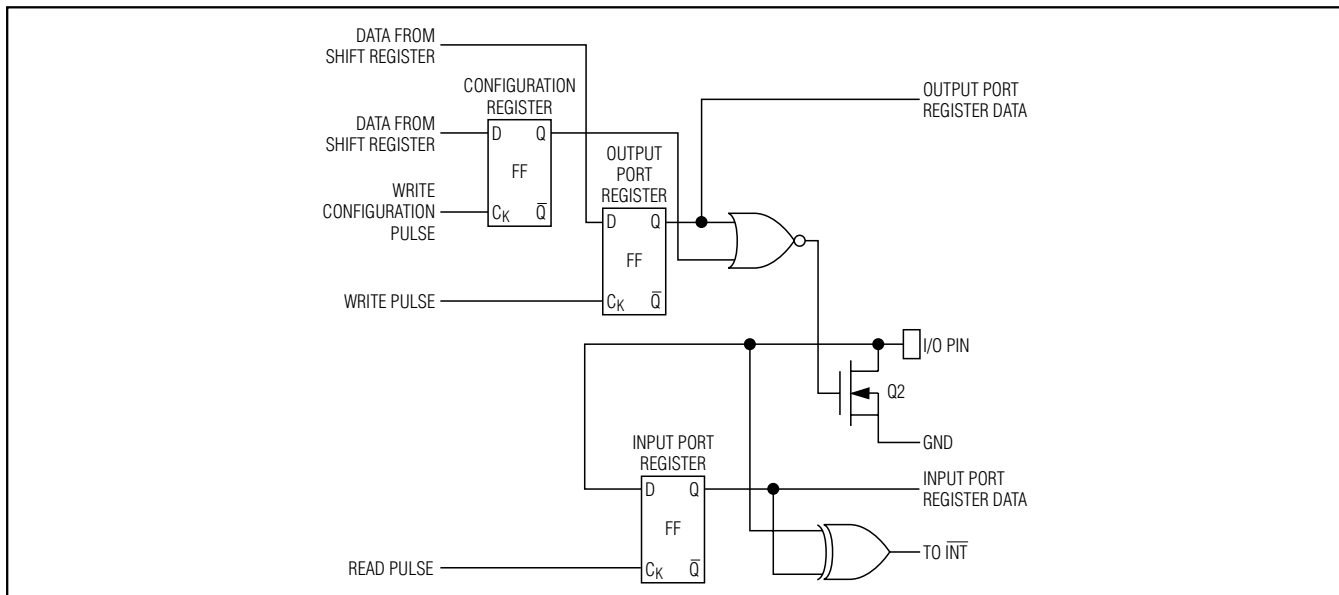 DATA FROM
SHIFT REGISTER
CONFIGURATION
REGISTER
DATA FROM
SHIFT REGISTER
D
Q
FF
WRITE
CONFIGURATION
PULSE
CK
Q̅
OUTPUT
PORT
REGISTER
D
Q
FF
CK
Q̅
WRITE PULSE
OUTPUT PORT
REGISTER DATA
I/O PIN
Q2
GND
INPUT PORT
REGISTER
D
Q
FF
CK
Q̅
READ PULSE
INPUT PORT
REGISTER DATA
TO I̅N̅T̅